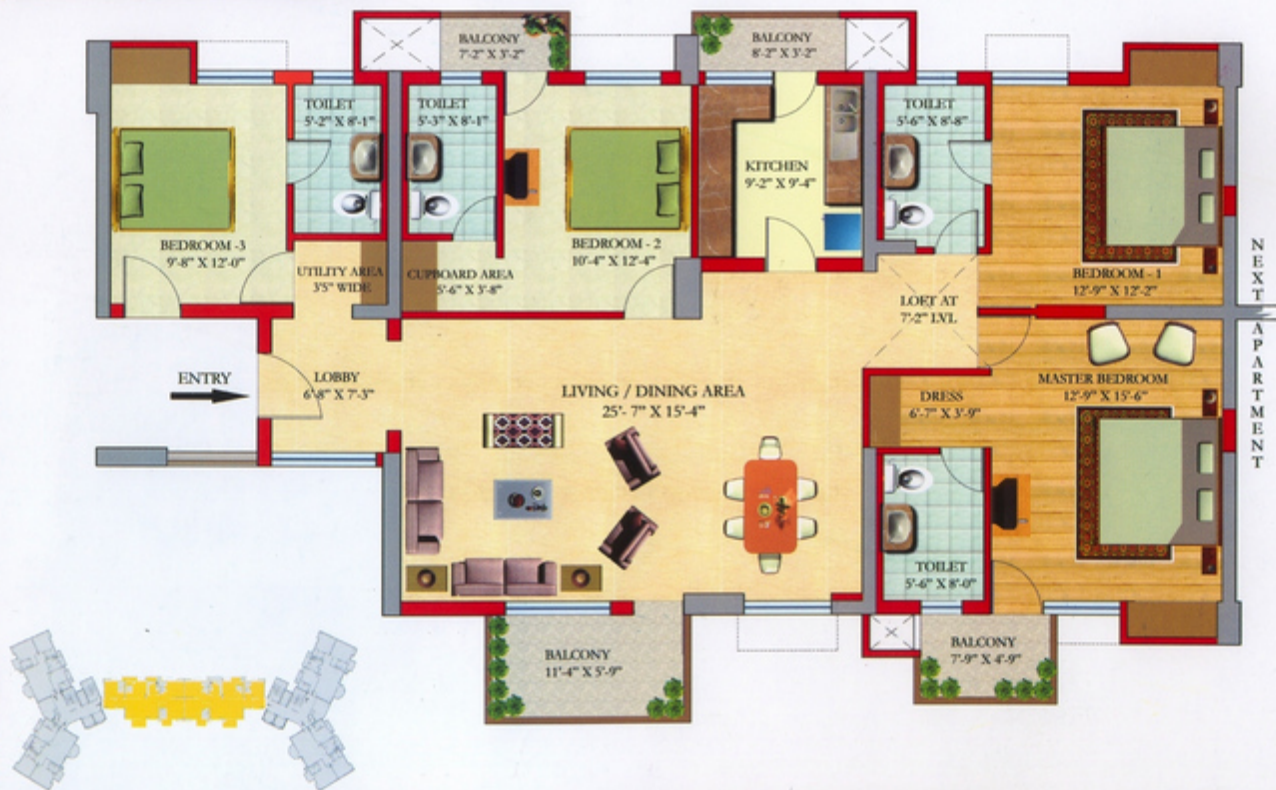 BALCONY
7'-2" X 3'-2"
BALCONY
8'-2" X 3'-2"
TOILET
5'-2" X 8'-1"
TOILET
5'-3" X 8'-1"
TOILET
5'-6" X 8'-8"
KITCHEN
9'-2" X 9'-4"
BEDROOM -3
9'-8" X 12'-0"
BEDROOM - 2
10'-4" X 12'-4"
UTILITY AREA
3'5" WIDE
CUPBOARD AREA
5'-6" X 3'-8"
BEDROOM - 1
12'-9" X 12'-2"
LOFT AT
7'-2" LVL
NEXT APARTMENT
ENTRY
LOBBY
6'-8" X 7'-3"
LIVING / DINING AREA
25'- 7" X 15'-4"
DRESS
6'-7" X 3'-9"
MASTER BEDROOM
12'-9" X 15'-6"
TOILET
5'-6" X 8'-0"
BALCONY
11'-4" X 5'-9"
BALCONY
7'-9" X 4'-9"